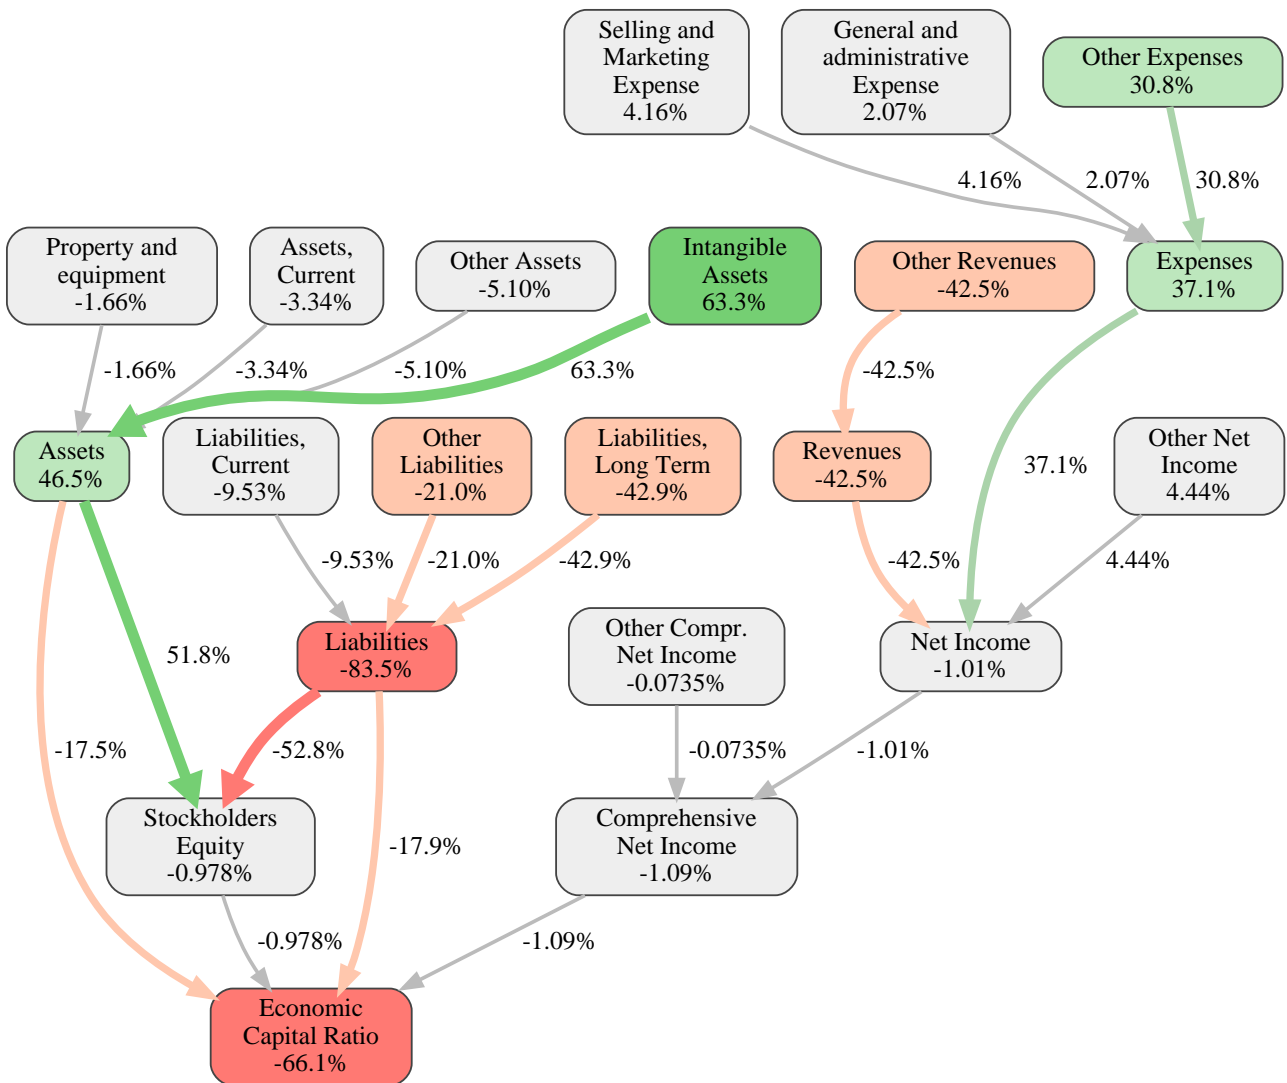 Selling and
Marketing
Expense
4.16%
General and
administrative
Expense
2.07%
Other Expenses
30.8%
4.16%
2.07%
30.8%
Property and
equipment
-1.66%
Assets,
Current
-3.34%
Other Assets
-5.10%
Intangible
Assets
63.3%
Other Revenues
-42.5%
Expenses
37.1%
-1.66%
-3.34%
-5.10%
63.3%
-42.5%
Assets
46.5%
Liabilities,
Current
-9.53%
Other
Liabilities
-21.0%
Liabilities,
Long Term
-42.9%
Revenues
-42.5%
37.1%
Other Net
Income
4.44%
-9.53%
-21.0%
-42.9%
-42.5%
4.44%
51.8%
Liabilities
-83.5%
Other Compr.
Net Income
-0.0735%
Net Income
-1.01%
-17.5%
-52.8%
-0.0735%
-1.01%
Stockholders
Equity
-0.978%
-17.9%
Comprehensive
Net Income
-1.09%
-0.978%
-1.09%
Economic
Capital Ratio
-66.1%